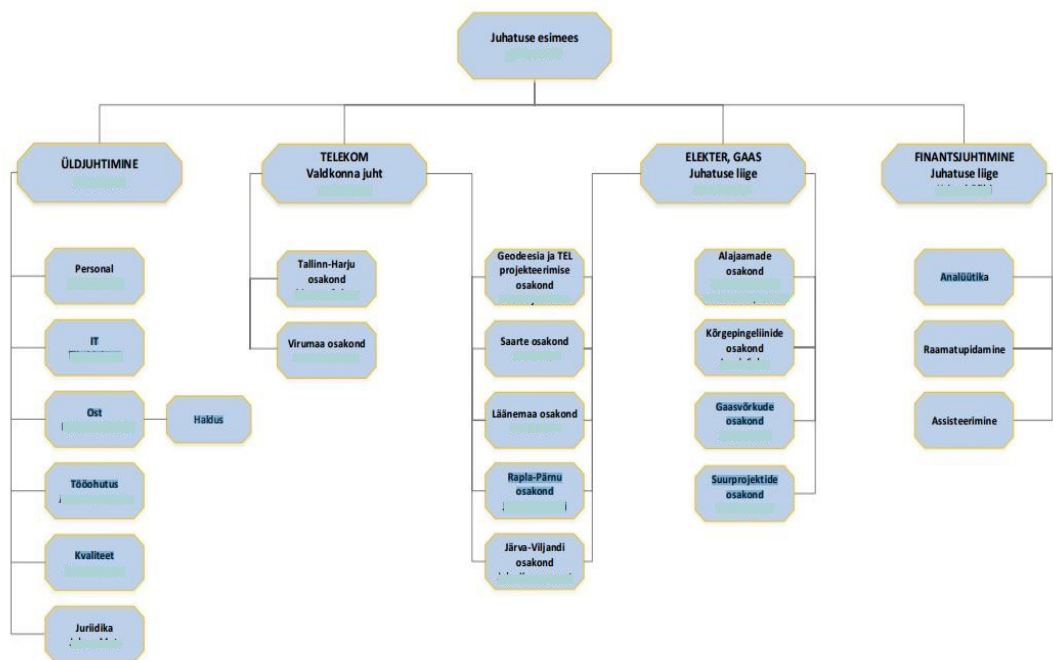 Juhatuse esimees
ÜLDJUHTIMINE
TELEKOM
Valdkonna juht
ELEKTER, GAAS
Juhatuse liige
FINANTSJUHTIMINE
Juhatuse liige
Personal
IT
Ost
Haldus
Tööohutus
Kvaliteet
Juriidika
Tallinn-Harju
osakond
Virumaa osakond
Geodeesia ja TEL
projekteerimise
osakond
Saarte osakond
Läänemaa osakond
Rapla-Pärnu
osakond
Järva-Viljandi
osakond
Alajaamade
osakond
Kõrgepingeliinide
osakond
Gaasvõrkude
osakond
Suurprojektide
osakond
Analüütika
Raamatupidamine
Assisteerimine